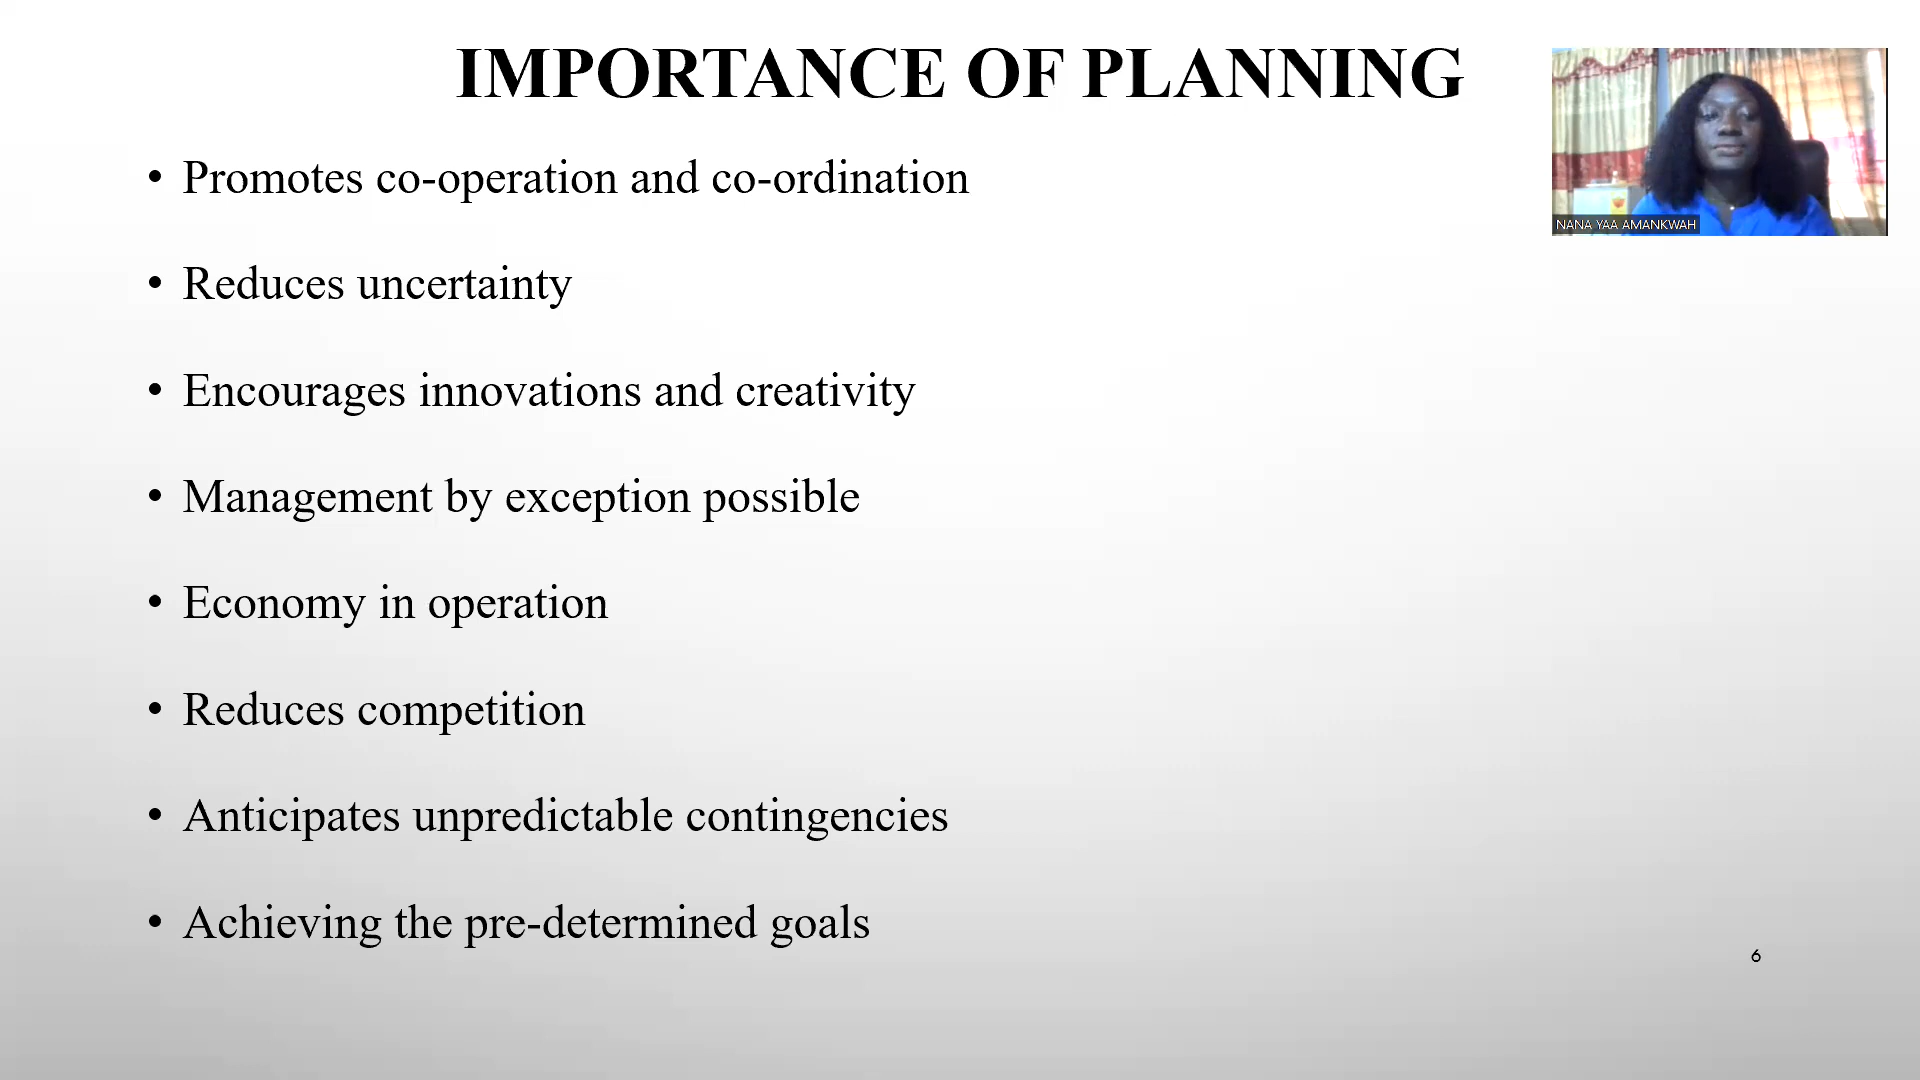 IMPORTANCE OF PLANNING
• Promotes co-operation and co-ordination
• Reduces uncertainty
• Encourages innovations and creativity
• Management by exception possible
• Economy in operation
• Reduces competition
• Anticipates unpredictable contingencies
• Achieving the pre-determined goals
NANA YAA AMANKWAH
6